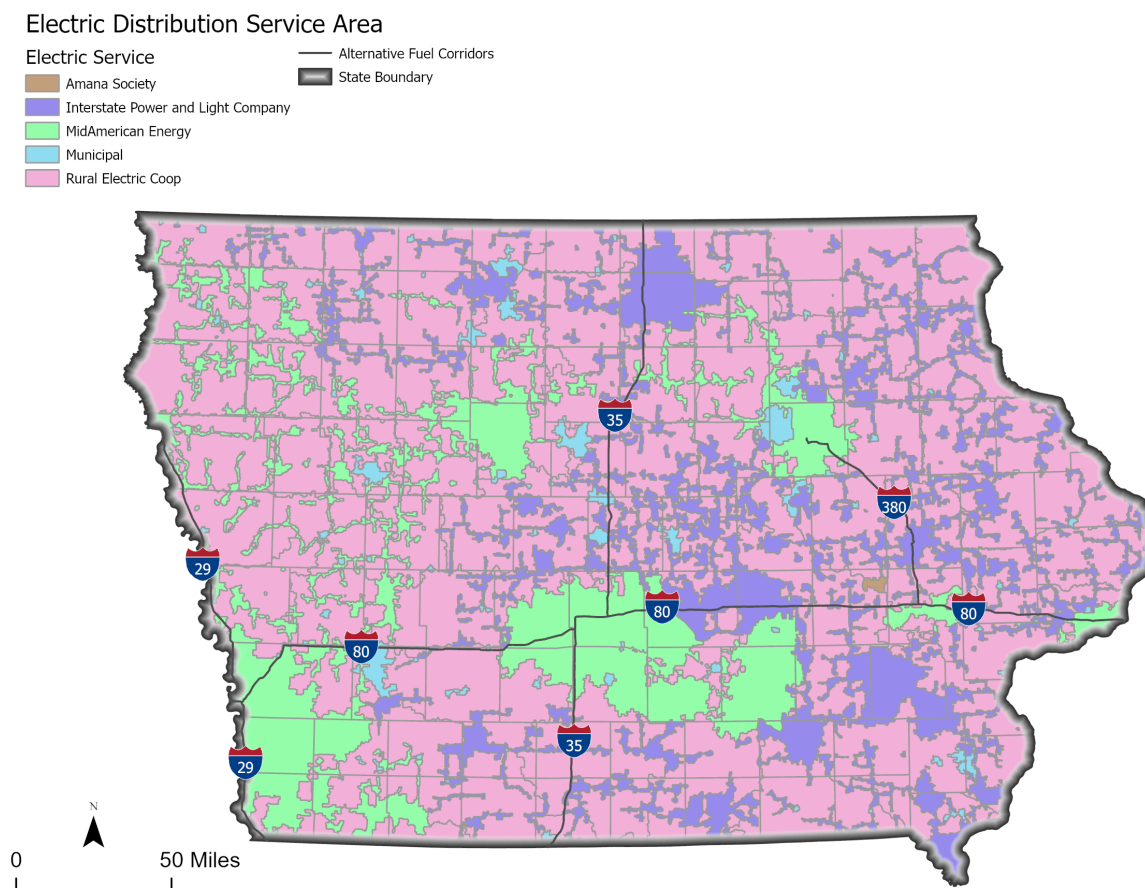 Electric Distribution Service Area
Electric Service
Alternative Fuel Corridors
State Boundary
Amana Society
Interstate Power and Light Company
MidAmerican Energy
Municipal
Rural Electric Coop
35
380
29
80
80
80
35
29
N
0 50 Miles